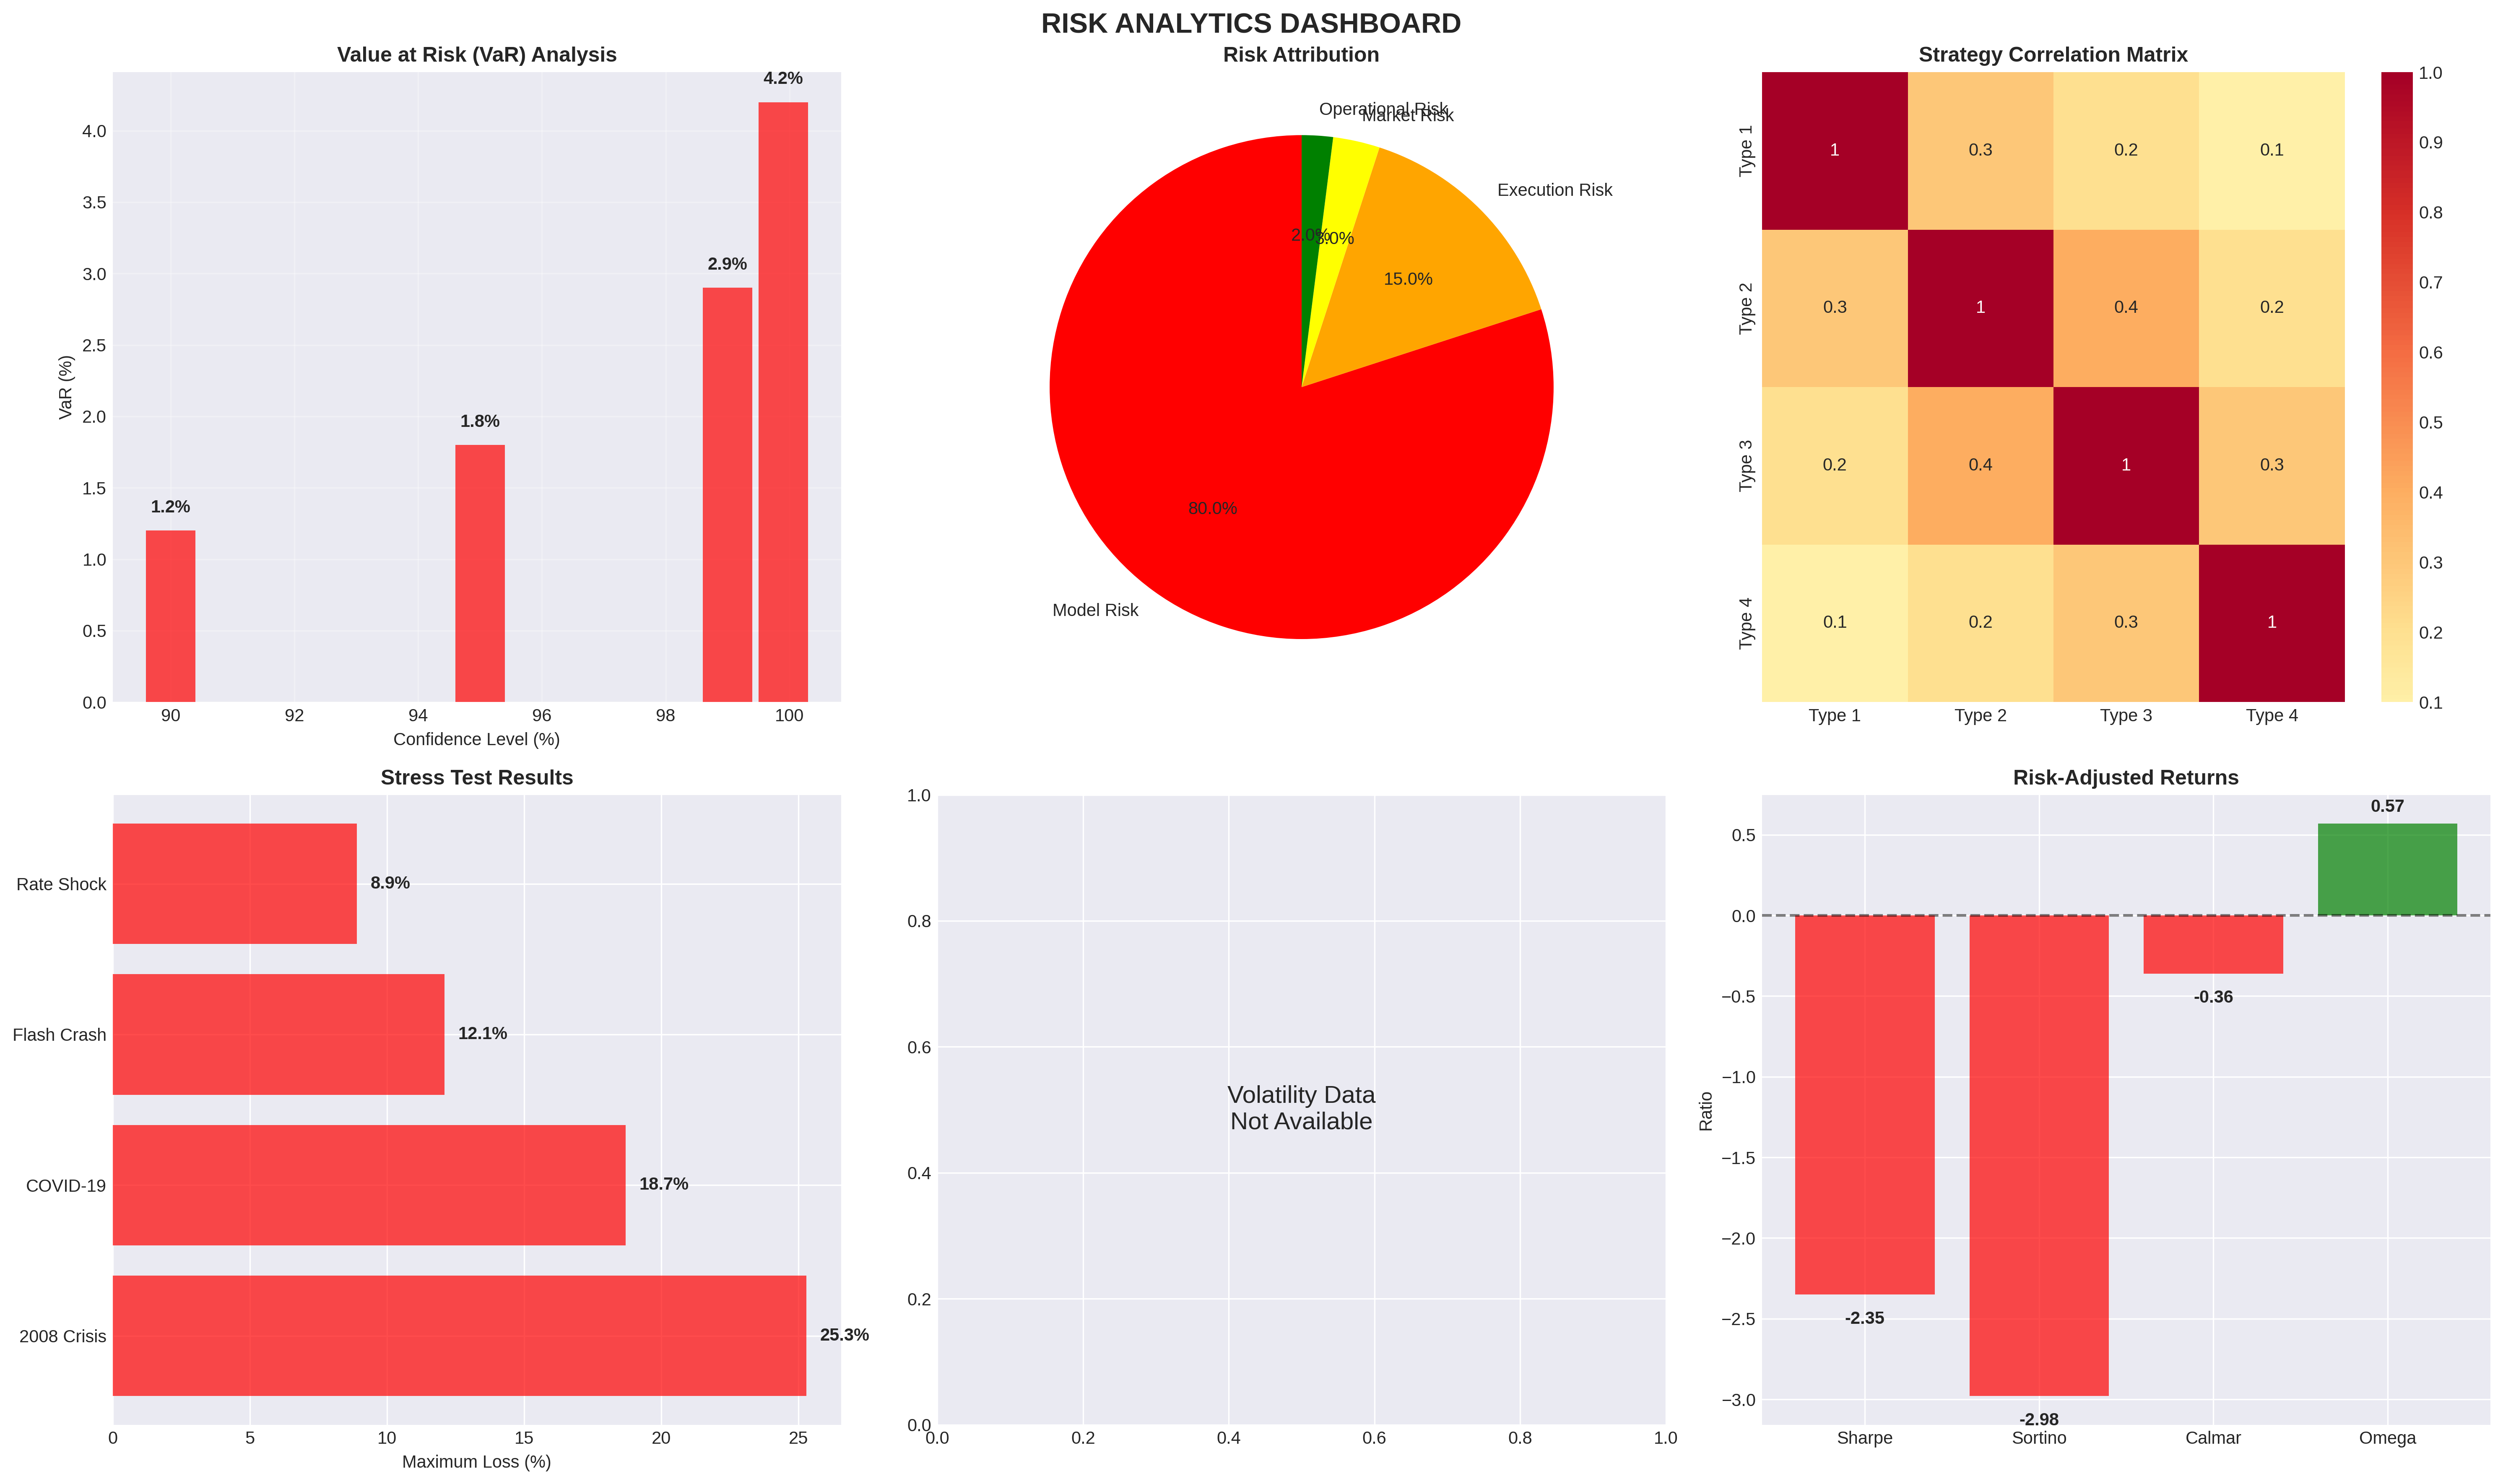 RISK ANALYTICS DASHBOARD
Value at Risk (VaR) Analysis
VaR (%)
4.0
3.5
3.0
2.5
2.0
1.5
1.0
0.5
0.0
1.2%
1.8%
2.9%
4.2%
90
92
94
96
98
100
Confidence Level (%)
Risk Attribution
Operational Risk
Market Risk
Execution Risk
2.0%
3.0%
15.0%
80.0%
Model Risk
Strategy Correlation Matrix
Type 1
1
0.3
0.2
0.1
Type 2
0.3
1
0.4
0.2
Type 3
0.2
0.4
1
0.3
Type 4
0.1
0.2
0.3
1
Type 1
Type 2
Type 3
Type 4
1.0
0.9
0.8
0.7
0.6
0.5
0.4
0.3
0.2
0.1
Stress Test Results
Rate Shock
8.9%
Flash Crash
12.1%
COVID-19
18.7%
2008 Crisis
25.3%
0
5
10
15
20
25
Maximum Loss (%)
1.0
0.8
0.6
0.4
0.2
0.0
Volatility Data
Not Available
0.0
0.2
0.4
0.6
0.8
1.0
Risk-Adjusted Returns
Ratio
0.5
0.0
−0.5
−1.0
−1.5
−2.0
−2.5
−3.0
-2.35
-2.98
-0.36
0.57
Sharpe
Sortino
Calmar
Omega